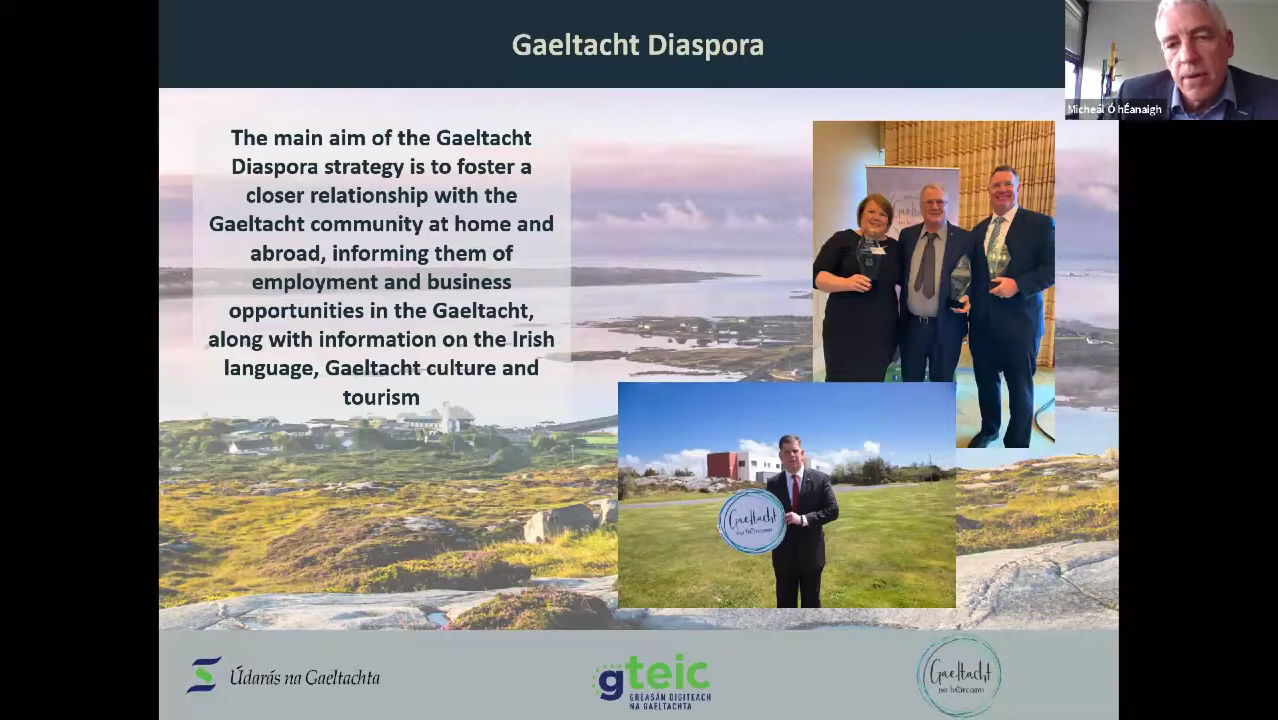 Gaeltacht Diaspora
Micheál Ó hÉanaigh
The main aim of the Gaeltacht
Diaspora strategy is to foster a
closer relationship with the
Gaeltacht community at home and
abroad, informing them of
employment and business
opportunities in the Gaeltacht,
along with information on the Irish
language, Gaeltacht culture and
tourism
Gaeltacht
Gaeltacht
na hÉireann
Údarás na Gaeltachta
gteic
GRÉASÁN DIGITEACH
NA GAELTACHTA
Gaeltacht
na hÉireann